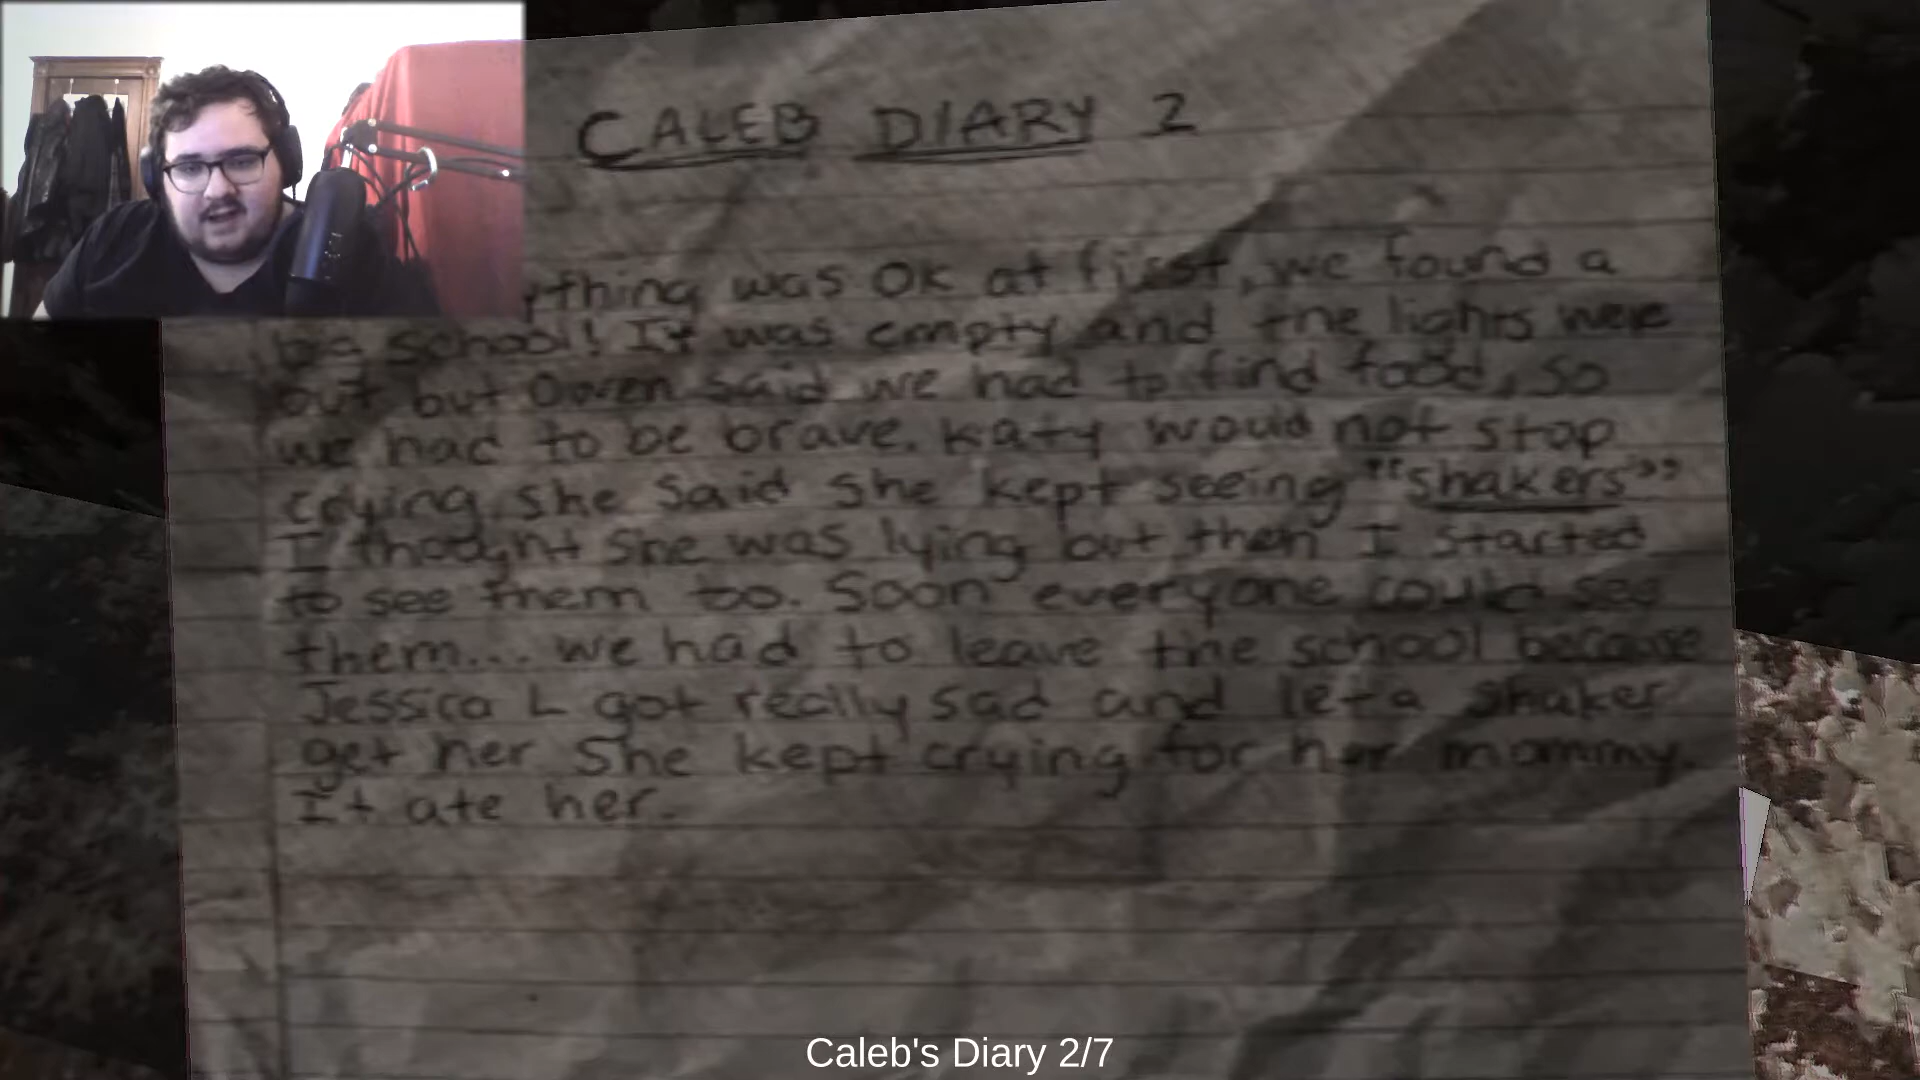 CALEB DIARY 2
ything was OK at first, we found a
big school! It was empty and the lights were
out but Owen said we had to find food, so
we had to be brave. Katy would not stop
crying she said she kept seeing "shakers"
I thought she was lying but then I started
to see them too. Soon everyone could see
them... we had to leave the school because
Jessica L got really sad and let a shaker
get her She kept crying for her mommy.
It ate her.
Caleb's Diary 2/7